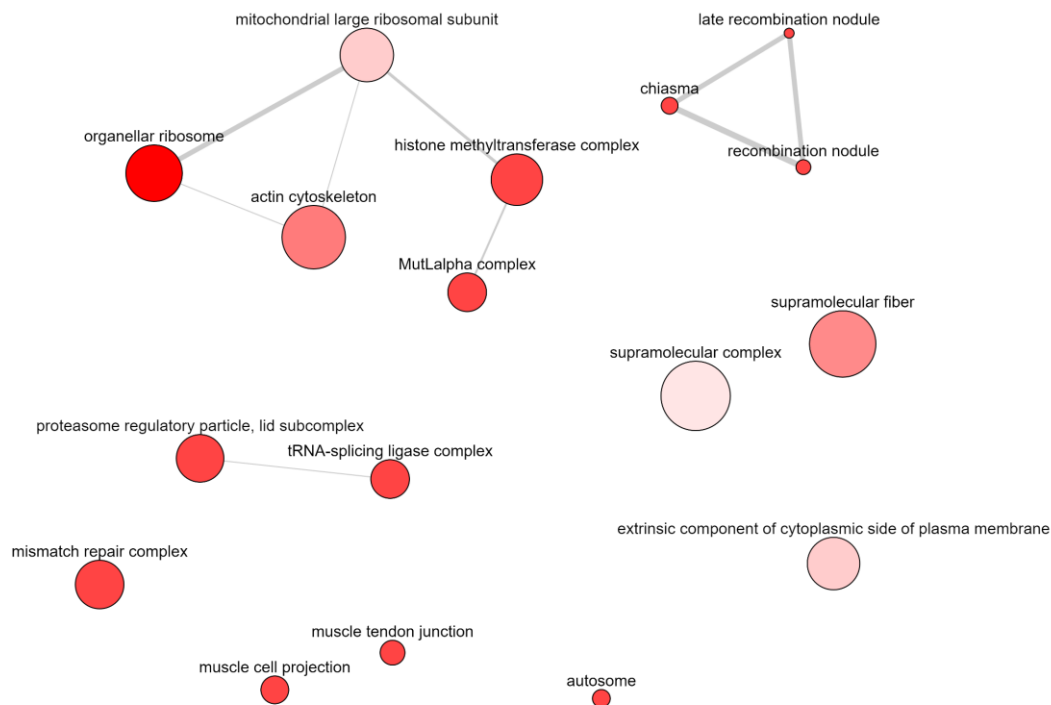 mitochondrial large ribosomal subunit
late recombination nodule
chiasma
organellar ribosome
histone methyltransferase complex
recombination nodule
actin cytoskeleton
MutLalpha complex
supramolecular fiber
supramolecular complex
proteasome regulatory particle, lid subcomplex
tRNA-splicing ligase complex
extrinsic component of cytoplasmic side of plasma membrane
mismatch repair complex
muscle tendon junction
muscle cell projection
autosome